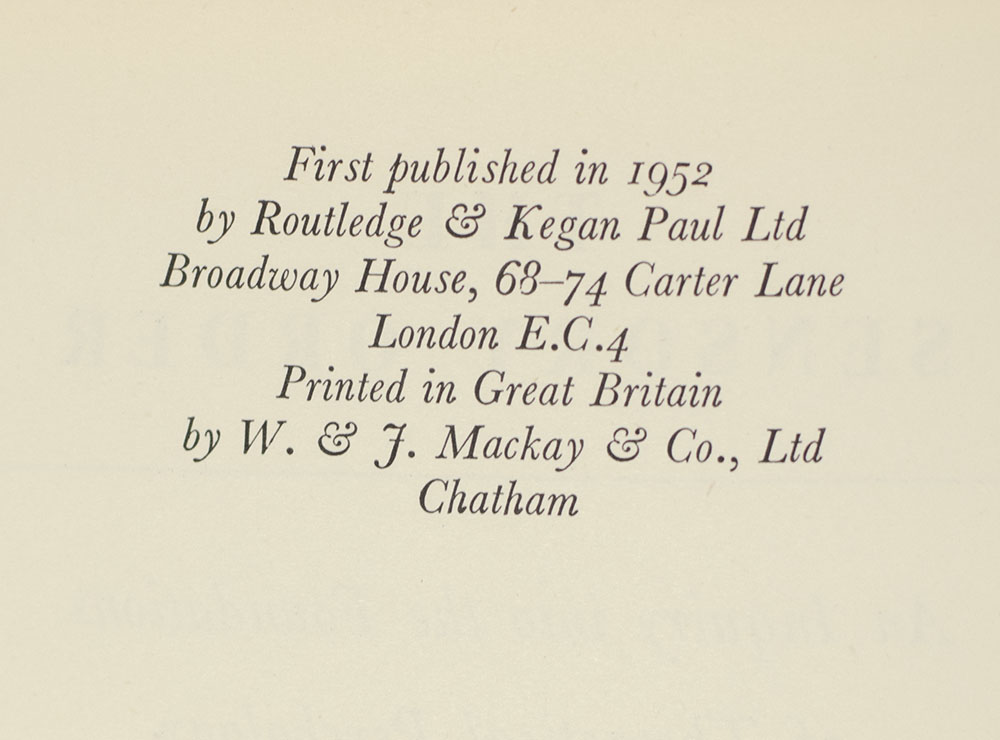 First published in 1952
by Routledge & Kegan Paul Ltd
Broadway House, 68–74 Carter Lane
London E.C.4
Printed in Great Britain
by W. & J. Mackay & Co., Ltd
Chatham